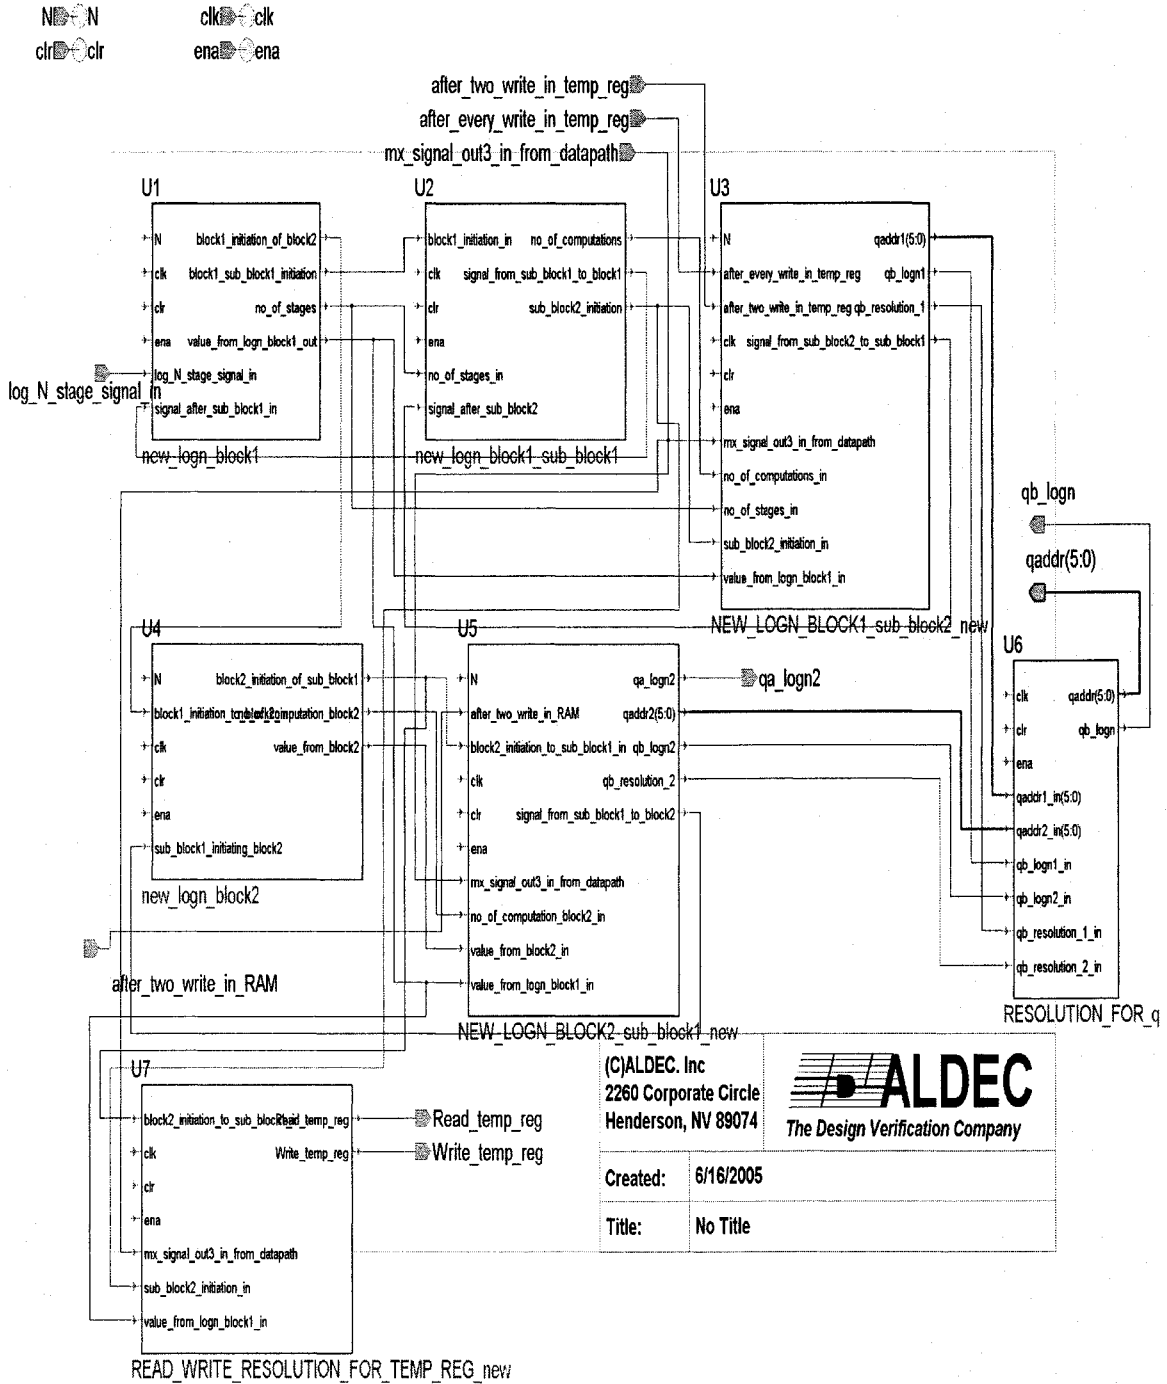 N N clk clk
clr clr ena ena
after_two_write_in_temp_reg
after_every_write_in_temp_reg
mx_signal_out3_in_from_datapath
U1
N
clk
clr
ena
log_N_stage_signal_in
signal_after_sub_block1_in
block1_initiation_of_block2
block1_sub_block1_initiation
no_of_stages
value_from_logn_block1_out
new_logn_block1
log_N_stage_signal_in
U2
block1_initiation_in
clk
clr
ena
no_of_stages_in
signal_after_sub_block2
no_of_computations
signal_from_sub_block1_to_block1
sub_block2_initiation
new_logn_block1_sub_block1
U3
N
after_every_write_in_temp_reg
after_two_write_in_temp_reg
clk
clr
ena
mx_signal_out3_in_from_datapath
no_of_computations_in
no_of_stages_in
sub_block2_initiation_in
value_from_logn_block1_in
qaddr1(5:0)
qb_logn1
qb_resolution_1
signal_from_sub_block2_to_sub_block1
NEW_LOGN_BLOCK1_sub_block2_new
qb_logn
qaddr(5:0)
U4
N
clk
clr
ena
sub_block1_initiating_block2
block2_initiation_of_sub_block1
value_from_block2
new_logn_block2
after_two_write_in_RAM
U5
N
after_two_write_in_RAM
block2_initiation_to_sub_block1_in
clk
clr
ena
mx_signal_out3_in_from_datapath
no_of_computation_block2_in
value_from_block2_in
value_from_logn_block1_in
qa_logn2
qaddr2(5:0)
qb_logn2
qb_resolution_2
signal_from_sub_block1_to_block2
NEW_LOGN_BLOCK2_sub_block1_new
qa_logn2
U6
clk
clr
ena
qaddr1_in(5:0)
qaddr2_in(5:0)
qb_logn1_in
qb_logn2_in
qb_resolution_1_in
qb_resolution_2_in
qaddr(5:0)
qb_logn
RESOLUTION_FOR_q
U7
clk
clr
ena
mx_signal_out3_in_from_datapath
sub_block2_initiation_in
value_from_logn_block1_in
Write_temp_reg
READ_WRITE_RESOLUTION_FOR_TEMP_REG_new
Read_temp_reg
Write_temp_reg
(C)ALDEC. Inc
2260 Corporate Circle
Henderson, NV 89074
ALDEC
The Design Verification Company
Created: 6/16/2005
Title: No Title